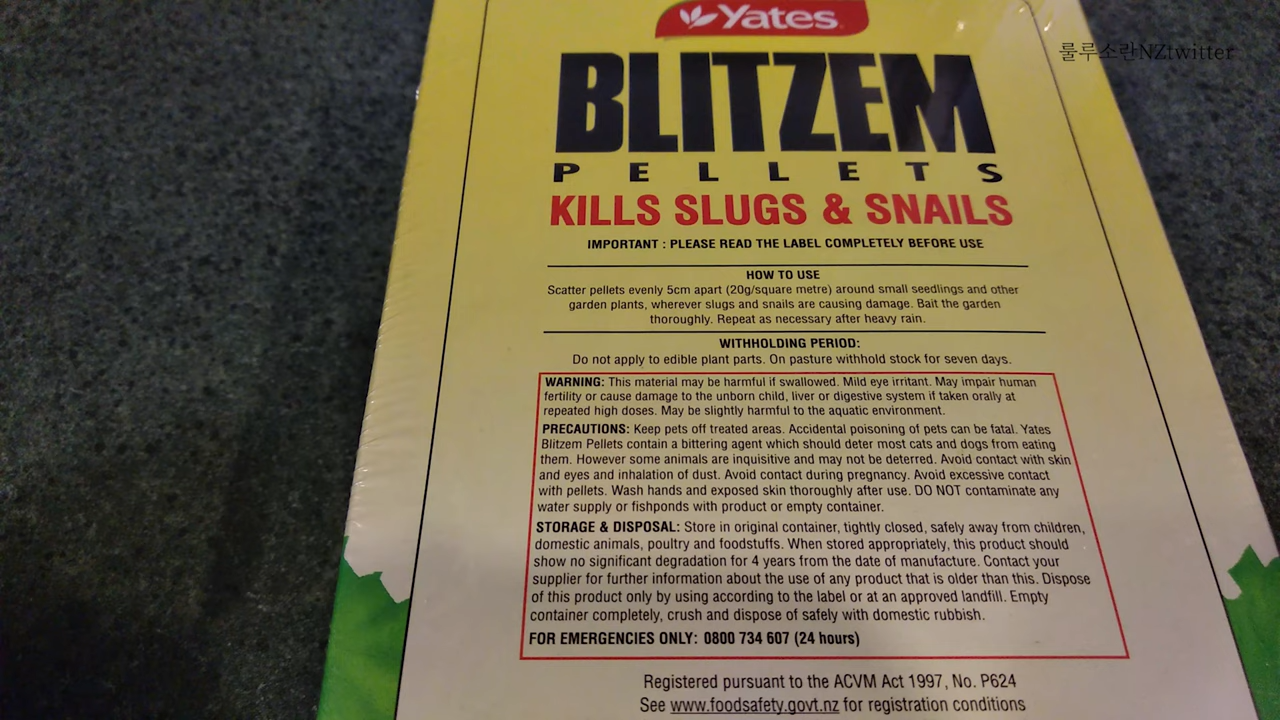 Yates
룰루소란NZtwitter
BLITZEM
PELLETS
KILLS SLUGS & SNAILS
IMPORTANT : PLEASE READ THE LABEL COMPLETELY BEFORE USE
HOW TO USE
Scatter pellets evenly 5cm apart (20g/square metre) around small seedlings and other
garden plants, wherever slugs and snails are causing damage. Bait the garden
thoroughly. Repeat as necessary after heavy rain.
WITHHOLDING PERIOD:
Do not apply to edible plant parts. On pasture withhold stock for seven days.
WARNING: This material may be harmful if swallowed. Mild eye irritant. May impair human
fertility or cause damage to the unborn child, liver or digestive system if taken orally at
repeated high doses. May be slightly harmful to the aquatic environment.
PRECAUTIONS: Keep pets off treated areas. Accidental poisoning of pets can be fatal. Yates
Blitzem Pellets contain a bittering agent which should deter most cats and dogs from eating
them. However some animals are inquisitive and may not be deterred. Avoid contact with skin
and eyes and inhalation of dust. Avoid contact during pregnancy. Avoid excessive contact
with pellets. Wash hands and exposed skin thoroughly after use. DO NOT contaminate any
water supply or fishponds with product or empty container.
STORAGE & DISPOSAL: Store in original container, tightly closed, safely away from children,
domestic animals, poultry and foodstuffs. When stored appropriately, this product should
show no significant degradation for 4 years from the date of manufacture. Contact your
supplier for further information about the use of any product that is older than this. Dispose
of this product only by using according to the label or at an approved landfill. Empty
container completely, crush and dispose of safely with domestic rubbish.
FOR EMERGENCIES ONLY: 0800 734 607 (24 hours)
Registered pursuant to the ACVM Act 1997, No. P624
See www.foodsafety.govt.nz for registration conditions